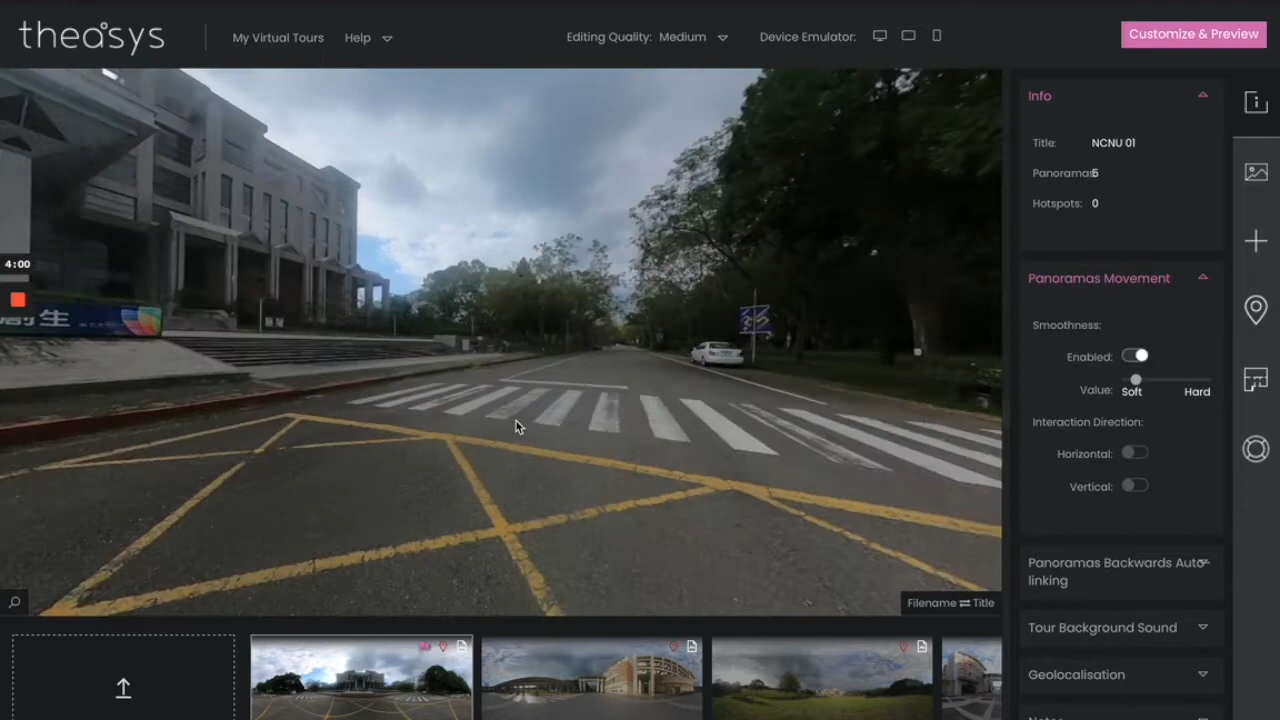 theasys
My Virtual Tours
Help
Editing Quality: Medium
Device Emulator:
Customize & Preview
4:00
生
Filename ⇄ Title
Info
Title: NCNU 01
Panoramas 5
Hotspots: 0
Panoramas Movement
Smoothness:
Enabled:
Value: Soft Hard
Interaction Direction:
Horizontal:
Vertical:
Panoramas Backwards Auto-
linking
Tour Background Sound
Geolocalisation